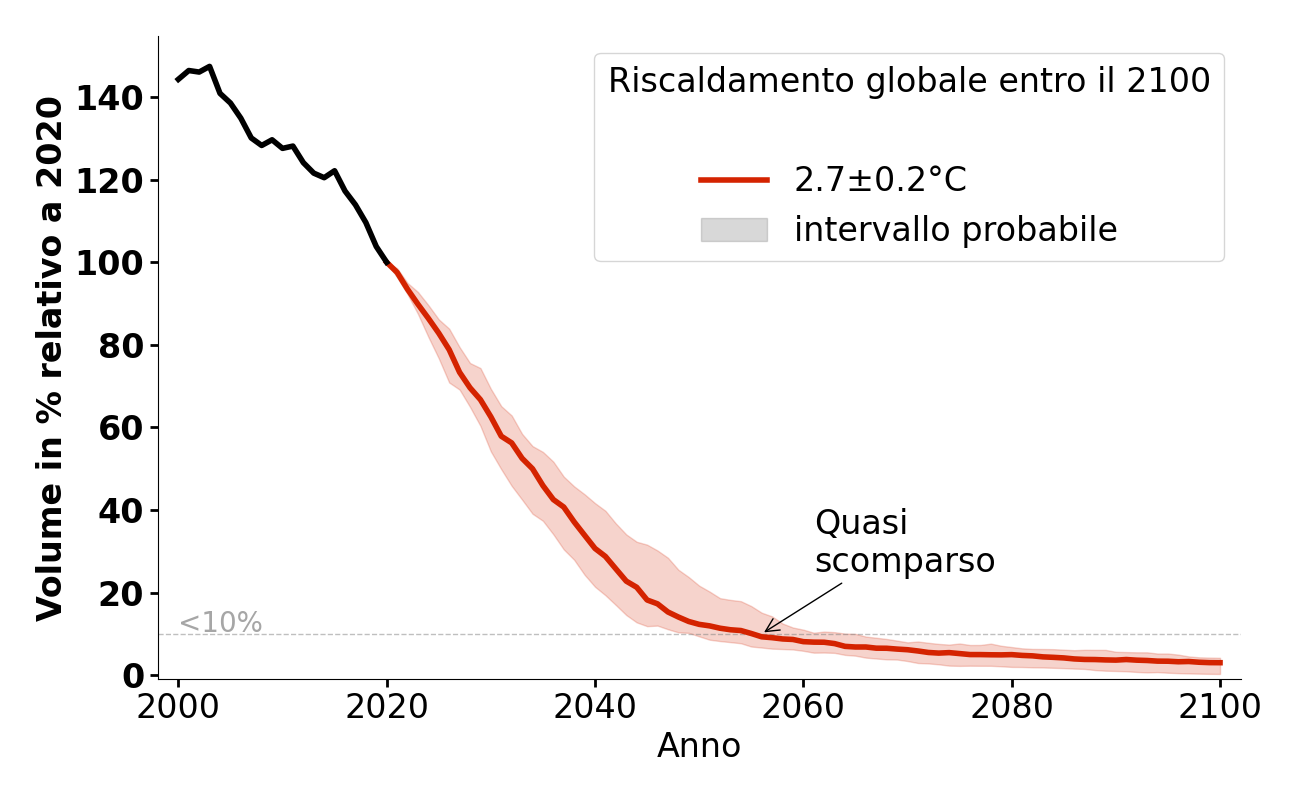 Volume in % relativo a 2020
140
120
100
80
60
40
20
0
Riscaldamento globale entro il 2100
2.7±0.2°C
intervallo probabile
Quasi
scomparso
<10%
2000 2020 2040 2060 2080 2100
Anno